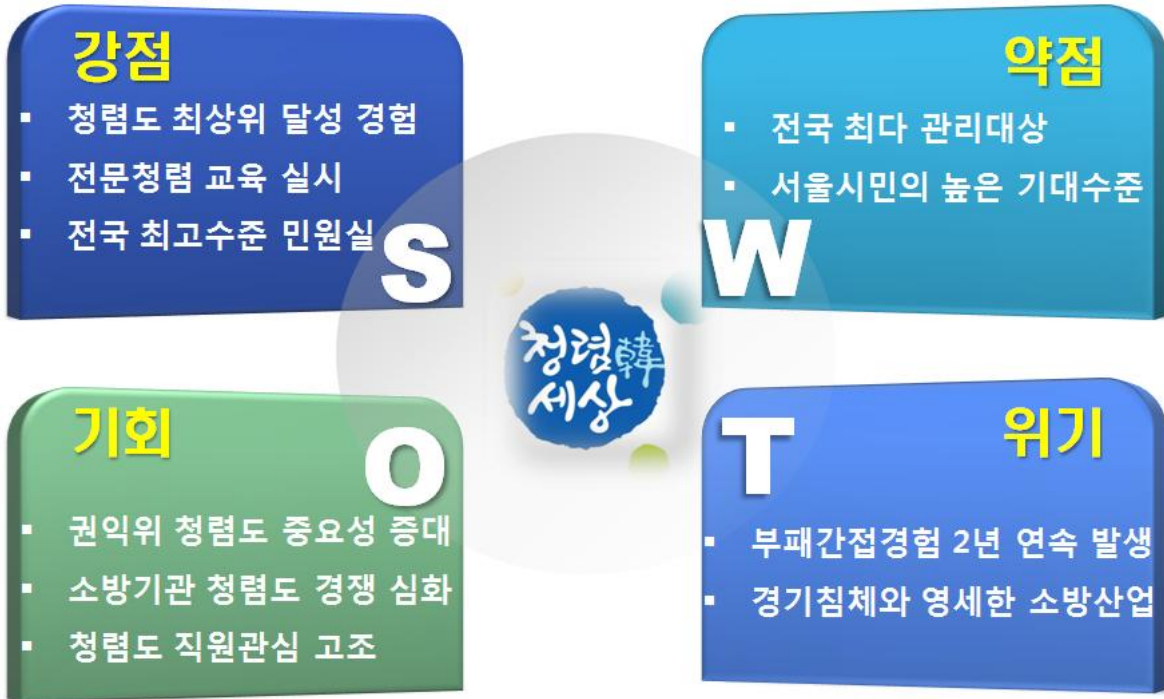 강점
▪ 청렴도 최상위 달성 경험
▪ 전문청렴 교육 실시
▪ 전국 최고수준 민원실
S
약점
▪ 전국 최다 관리대상
▪ 서울시민의 높은 기대수준
W
청렴韓
세상
기회
O
▪ 권익위 청렴도 중요성 증대
▪ 소방기관 청렴도 경쟁 심화
▪ 청렴도 직원관심 고조
T
위기
▪ 부패간접경험 2년 연속 발생
▪ 경기침체와 영세한 소방산업